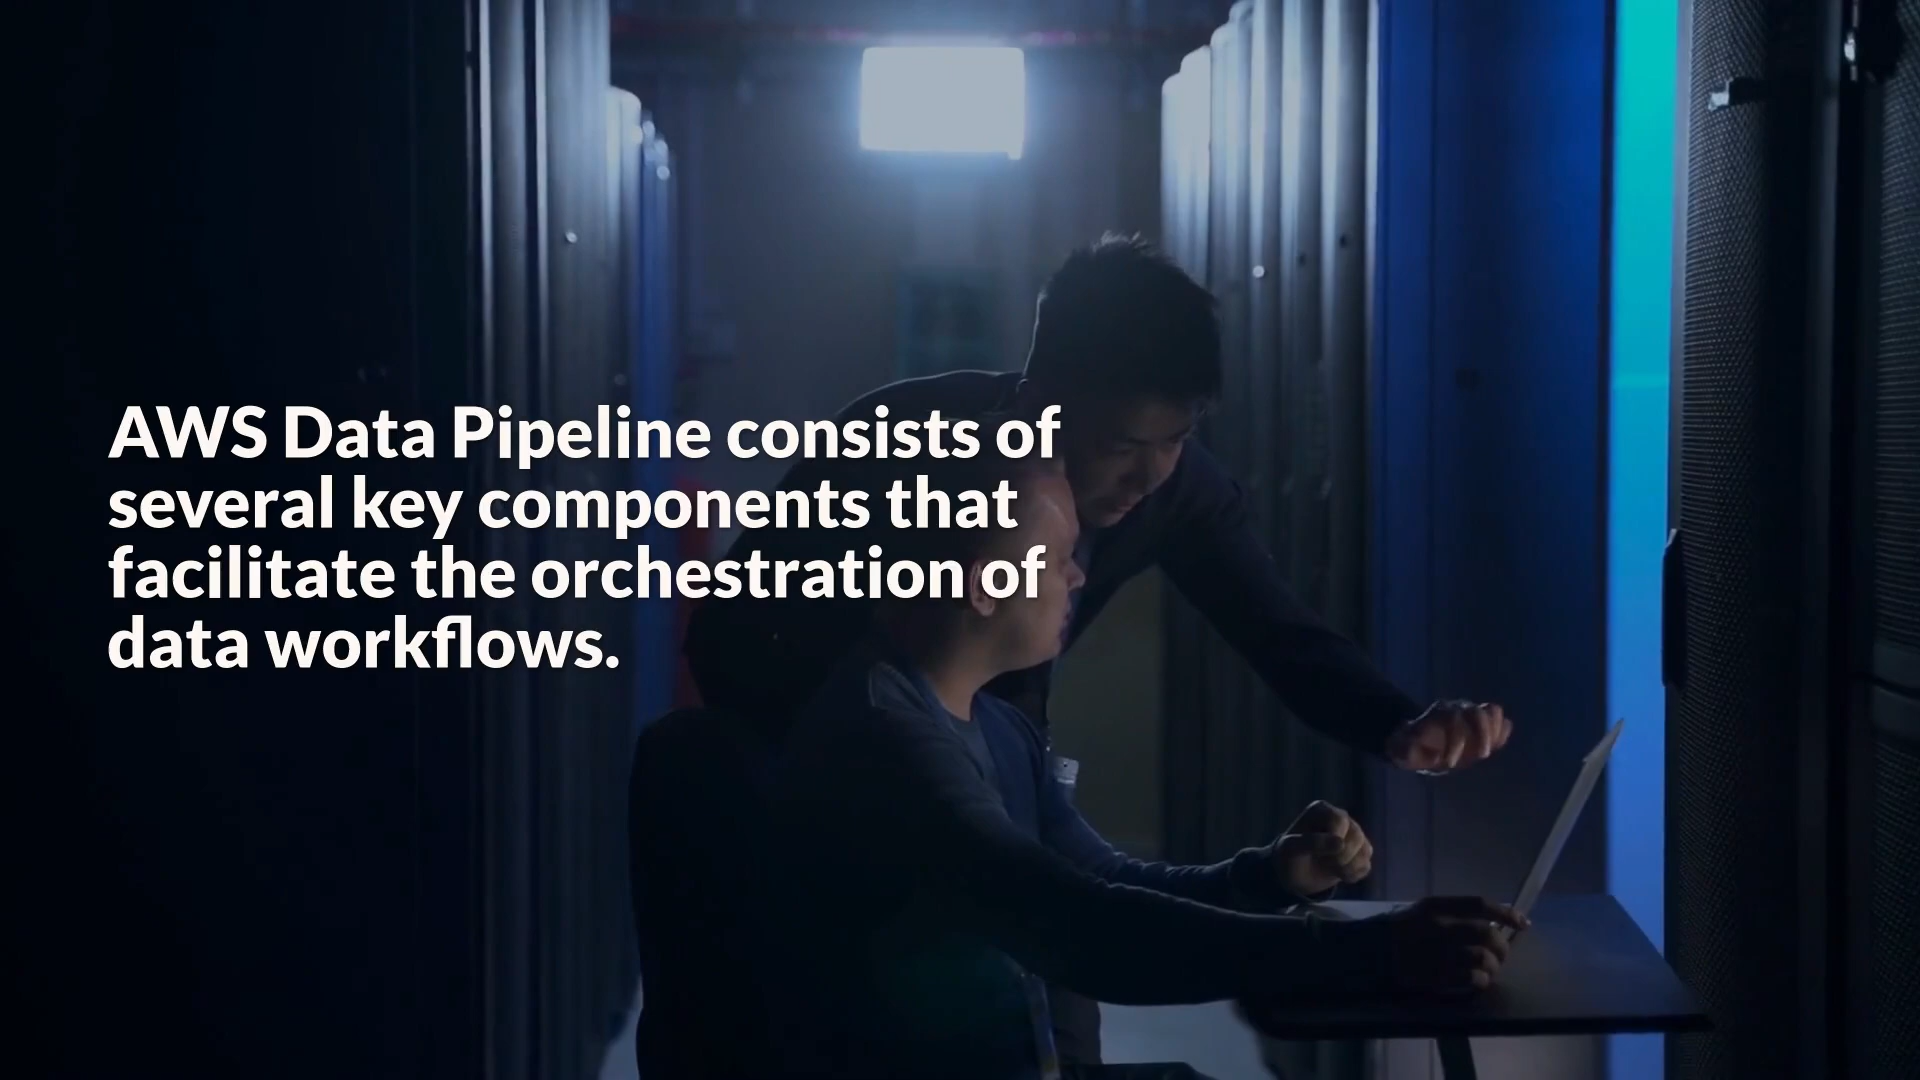 AWS Data Pipeline consists of
several key components that
facilitate the orchestration of
data workflows.